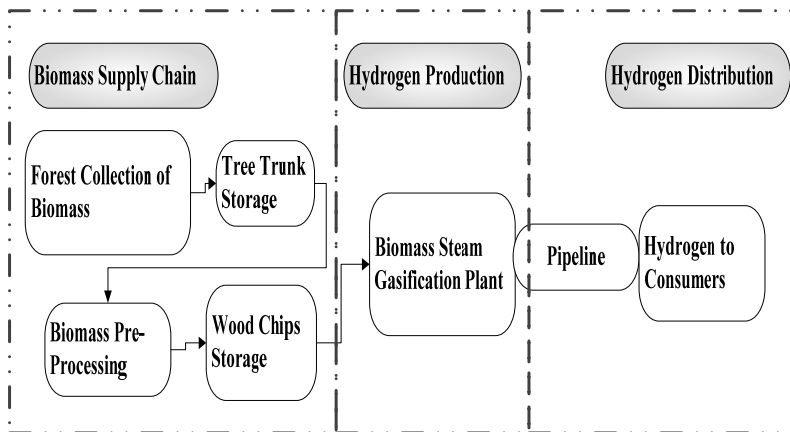 Biomass Supply Chain
Hydrogen Production
Hydrogen Distribution
Forest Collection of
Biomass
Tree Trunk
Storage
Biomass Pre-
Processing
Wood Chips
Storage
Biomass Steam
Gasification Plant
Pipeline
Hydrogen to
Consumers